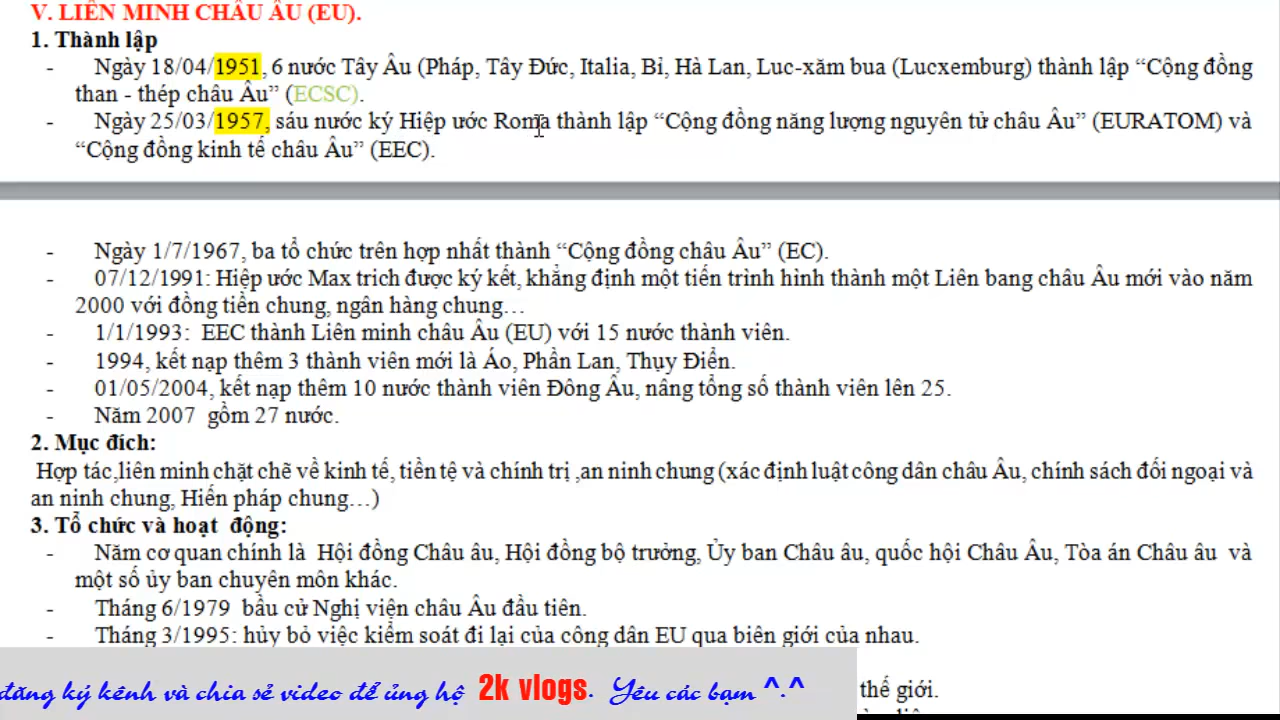 V. LIÊN MINH CHÂU ÂU (EU).
1. Thành lập
- Ngày 18/04/1951, 6 nước Tây Âu (Pháp, Tây Đức, Italia, Bỉ, Hà Lan, Luc-xăm bua (Lucxemburg) thành lập “Cộng đồng
than - thép châu Âu” (ECSC).
- Ngày 25/03/1957, sáu nước ký Hiệp ước Roma thành lập “Cộng đồng năng lượng nguyên tử châu Âu” (EURATOM) và
“Cộng đồng kinh tế châu Âu” (EEC).
- Ngày 1/7/1967, ba tổ chức trên hợp nhất thành “Cộng đồng châu Âu” (EC).
- 07/12/1991: Hiệp ước Max trich được ký kết, khẳng định một tiến trình hình thành một Liên bang châu Âu mới vào năm
2000 với đồng tiền chung, ngân hàng chung…
- 1/1/1993: EEC thành Liên minh châu Âu (EU) với 15 nước thành viên.
- 1994, kết nạp thêm 3 thành viên mới là Áo, Phần Lan, Thụy Điển.
- 01/05/2004, kết nạp thêm 10 nước thành viên Đông Âu, nâng tổng số thành viên lên 25.
- Năm 2007 gồm 27 nước.
2. Mục đích:
Hợp tác,liên minh chặt chẽ về kinh tế, tiền tệ và chính trị ,an ninh chung (xác định luật công dân châu Âu, chính sách đối ngoại và
an ninh chung, Hiến pháp chung…)
3. Tổ chức và hoạt động:
- Năm cơ quan chính là Hội đồng Châu âu, Hội đồng bộ trưởng, Ủy ban Châu âu, quốc hội Châu Âu, Tòa án Châu âu và
một số ủy ban chuyên môn khác.
- Tháng 6/1979 bầu cử Nghị viện châu Âu đầu tiên.
- Tháng 3/1995: hủy bỏ việc kiểm soát đi lại của công dân EU qua biên giới của nhau.
thế giới.
đăng ký kênh và chia sẻ video để ủng hộ 2k vlogs. Yêu các bạm ^.^